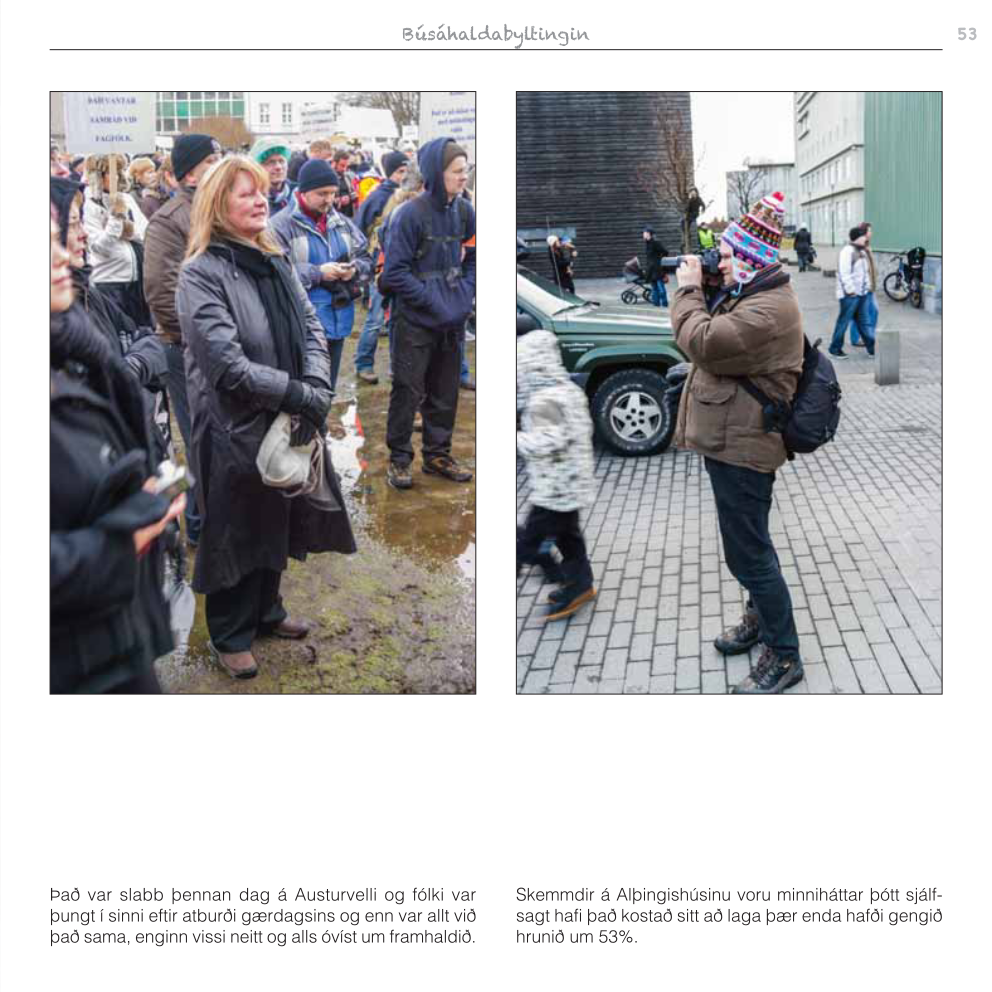 Búsáhaldabyltingin
53
ÞAÐ VANTAR
SAMRÁÐ VIÐ
FAGFÓLK.
Það var slabb þennan dag á Austurvelli og fólki var
þungt í sinni eftir atburði gærdagsins og enn var allt við
það sama, enginn vissi neitt og alls óvíst um framhaldið.
Skemmdir á Alþingishúsinu voru minniháttar þótt sjálf-
sagt hafi það kostað sitt að laga þær enda hafði gengið
hrunið um 53%.